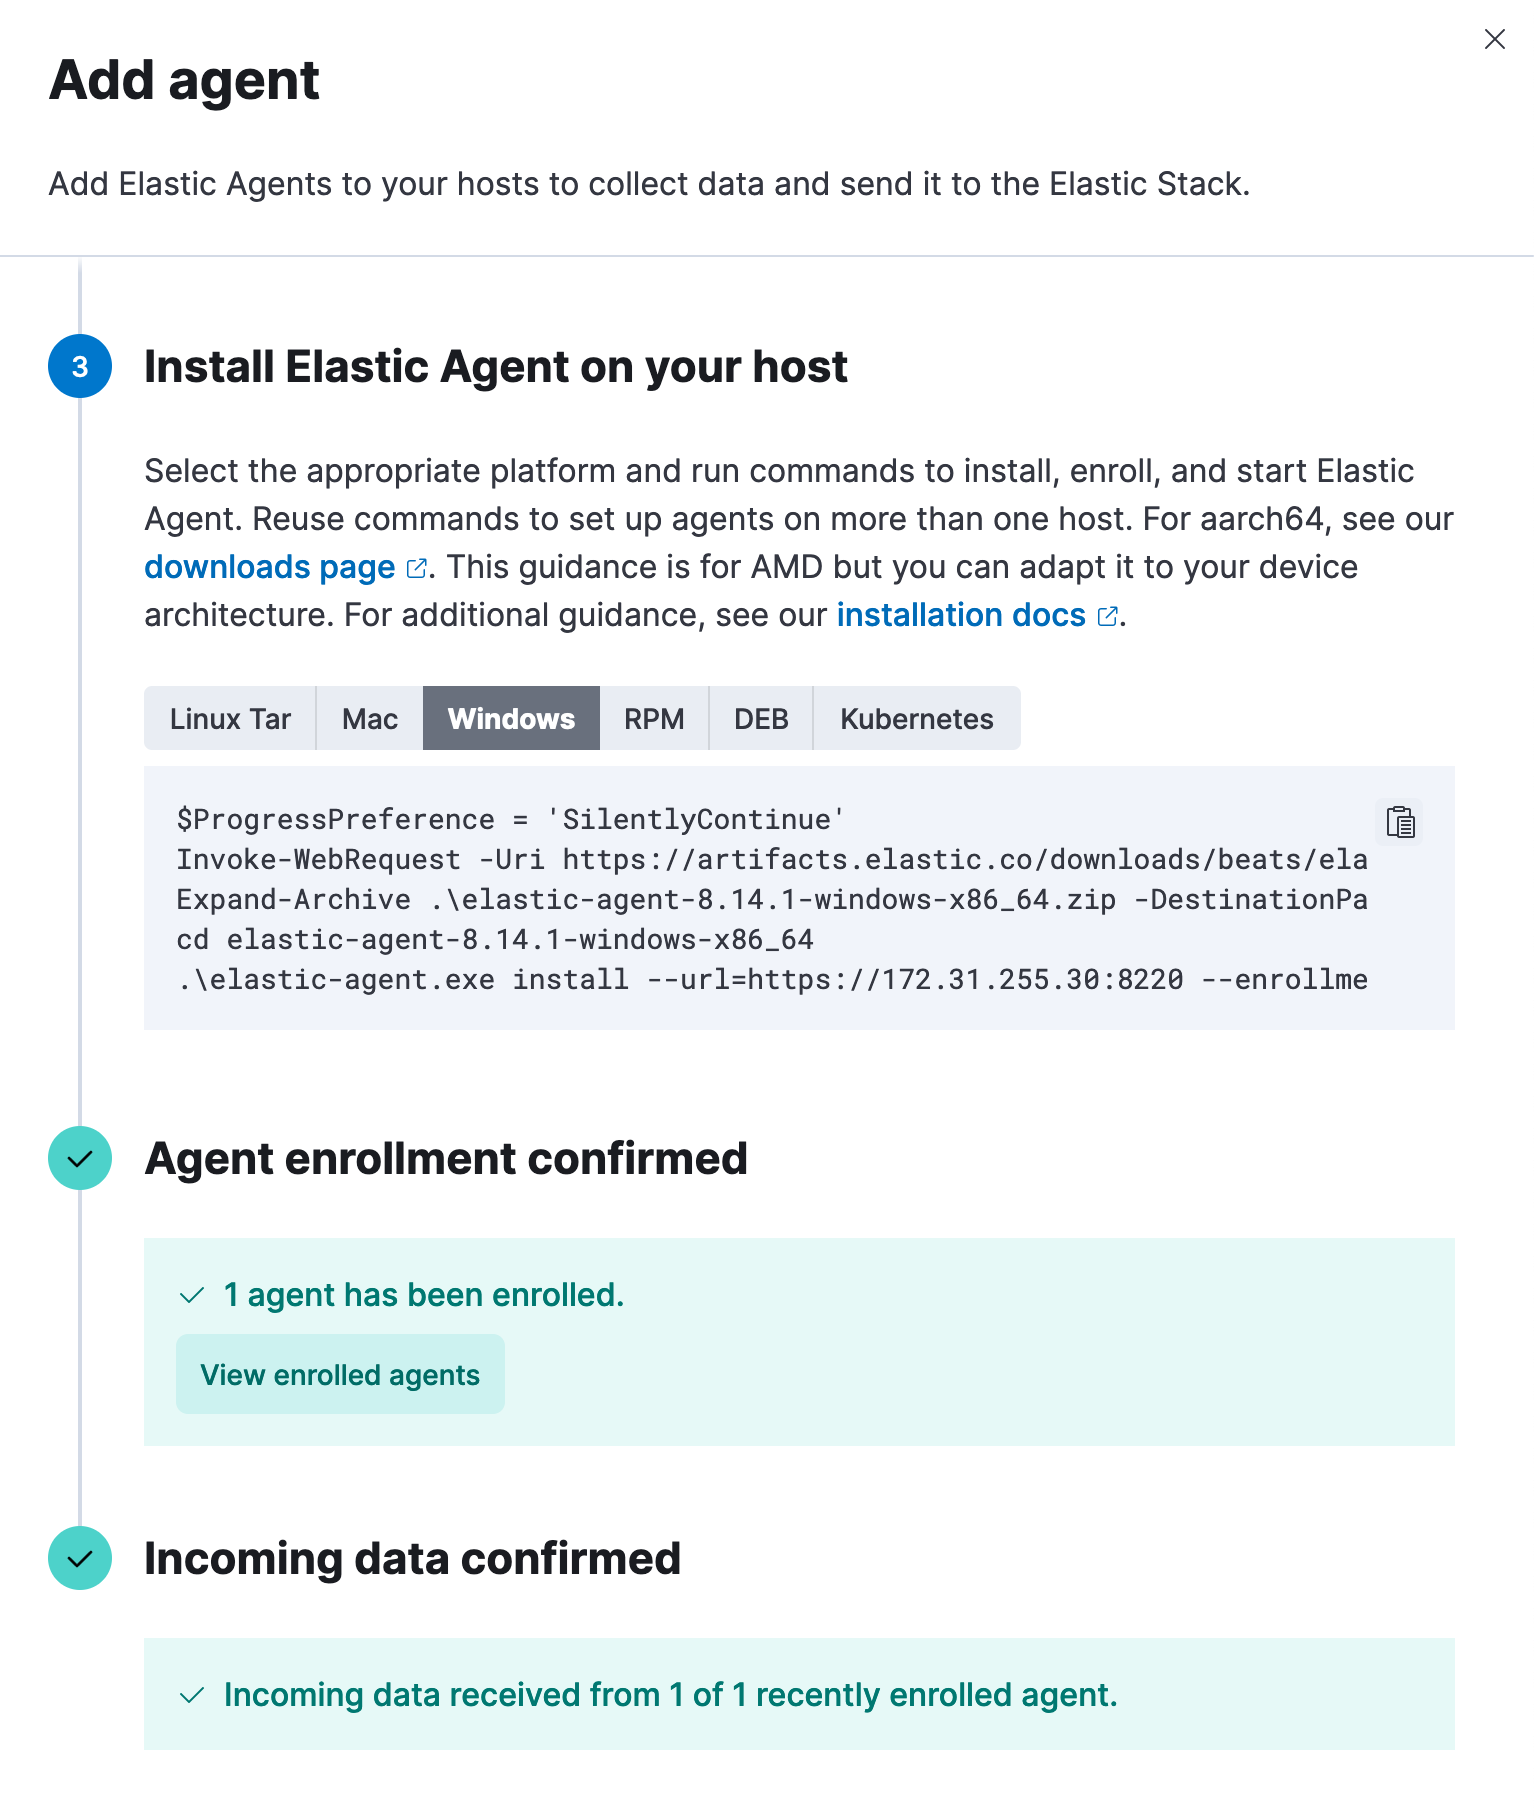 Add agent
Add Elastic Agents to your hosts to collect data and send it to the Elastic Stack.
3
Install Elastic Agent on your host
Select the appropriate platform and run commands to install, enroll, and start Elastic
Agent. Reuse commands to set up agents on more than one host. For aarch64, see our
downloads page. This guidance is for AMD but you can adapt it to your device
architecture. For additional guidance, see our installation docs.
Linux Tar Mac Windows RPM DEB Kubernetes
$ProgressPreference = 'SilentlyContinue'
Invoke-WebRequest -Uri https://artifacts.elastic.co/downloads/beats/ela
Expand-Archive .\elastic-agent-8.14.1-windows-x86_64.zip -DestinationPa
cd elastic-agent-8.14.1-windows-x86_64
.\elastic-agent.exe install --url=https://172.31.255.30:8220 --enrollme
Agent enrollment confirmed
1 agent has been enrolled.
View enrolled agents
Incoming data confirmed
Incoming data received from 1 of 1 recently enrolled agent.